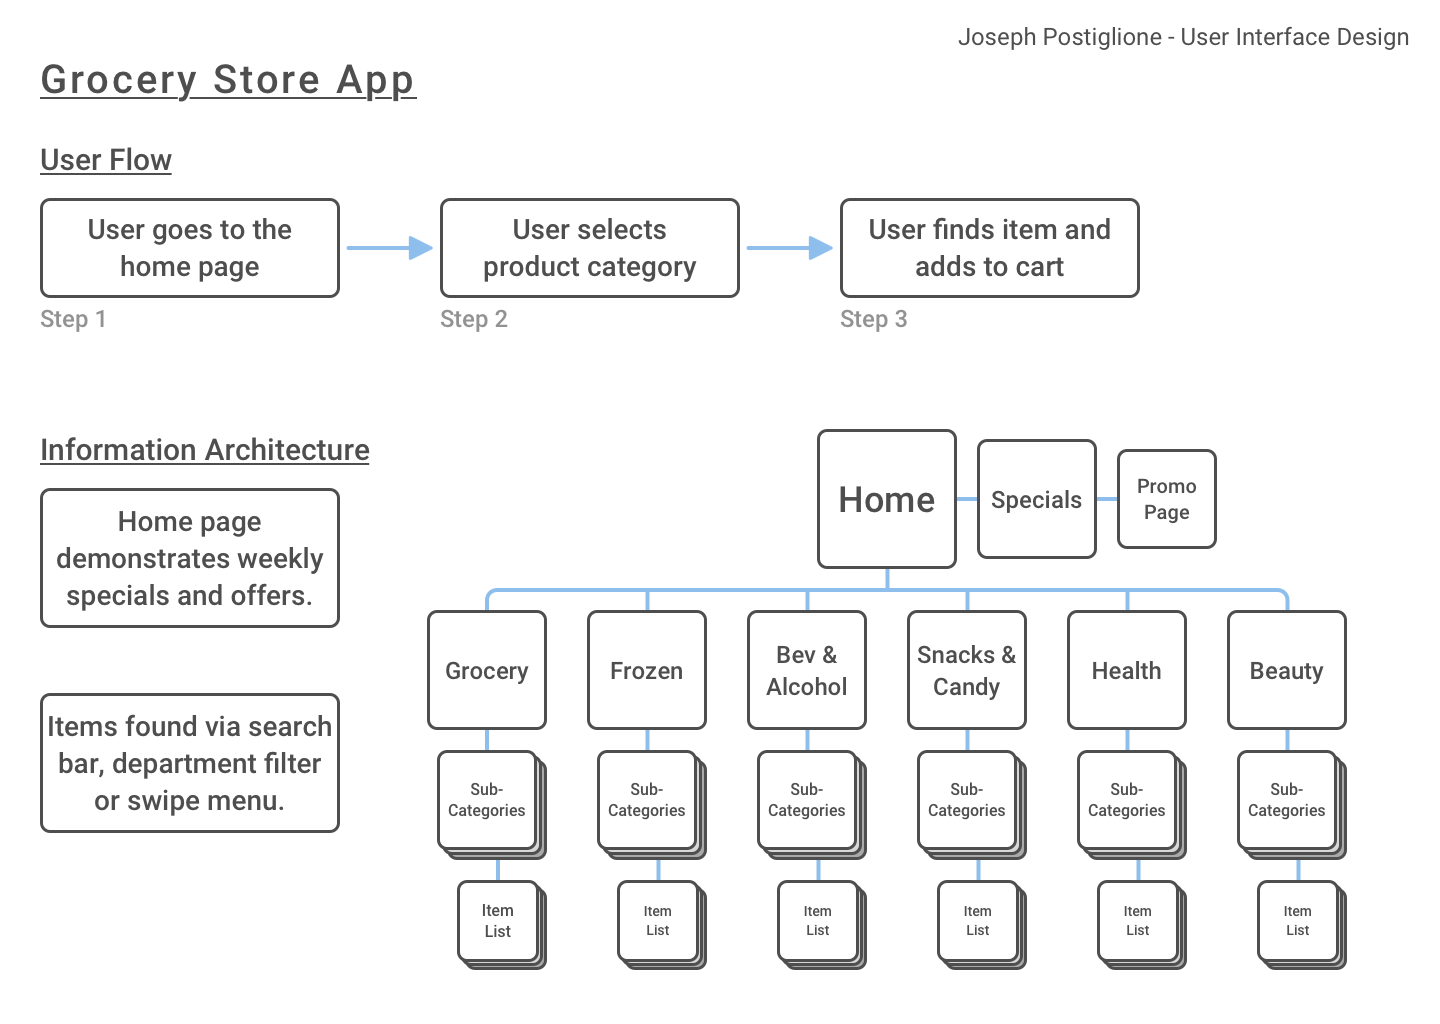 Joseph Postiglione - User Interface Design
Grocery Store App
User Flow
User goes to the
home page
Step 1
User selects
product category
Step 2
User finds item and
adds to cart
Step 3
Information Architecture
Home page
demonstrates weekly
specials and offers.
Items found via search
bar, department filter
or swipe menu.
Home
Specials
Promo
Page
Grocery
Frozen
Bev &
Alcohol
Snacks &
Candy
Health
Beauty
Sub-
Categories
Sub-
Categories
Sub-
Categories
Sub-
Categories
Sub-
Categories
Sub-
Categories
Item
List
Item
List
Item
List
Item
List
Item
List
Item
List